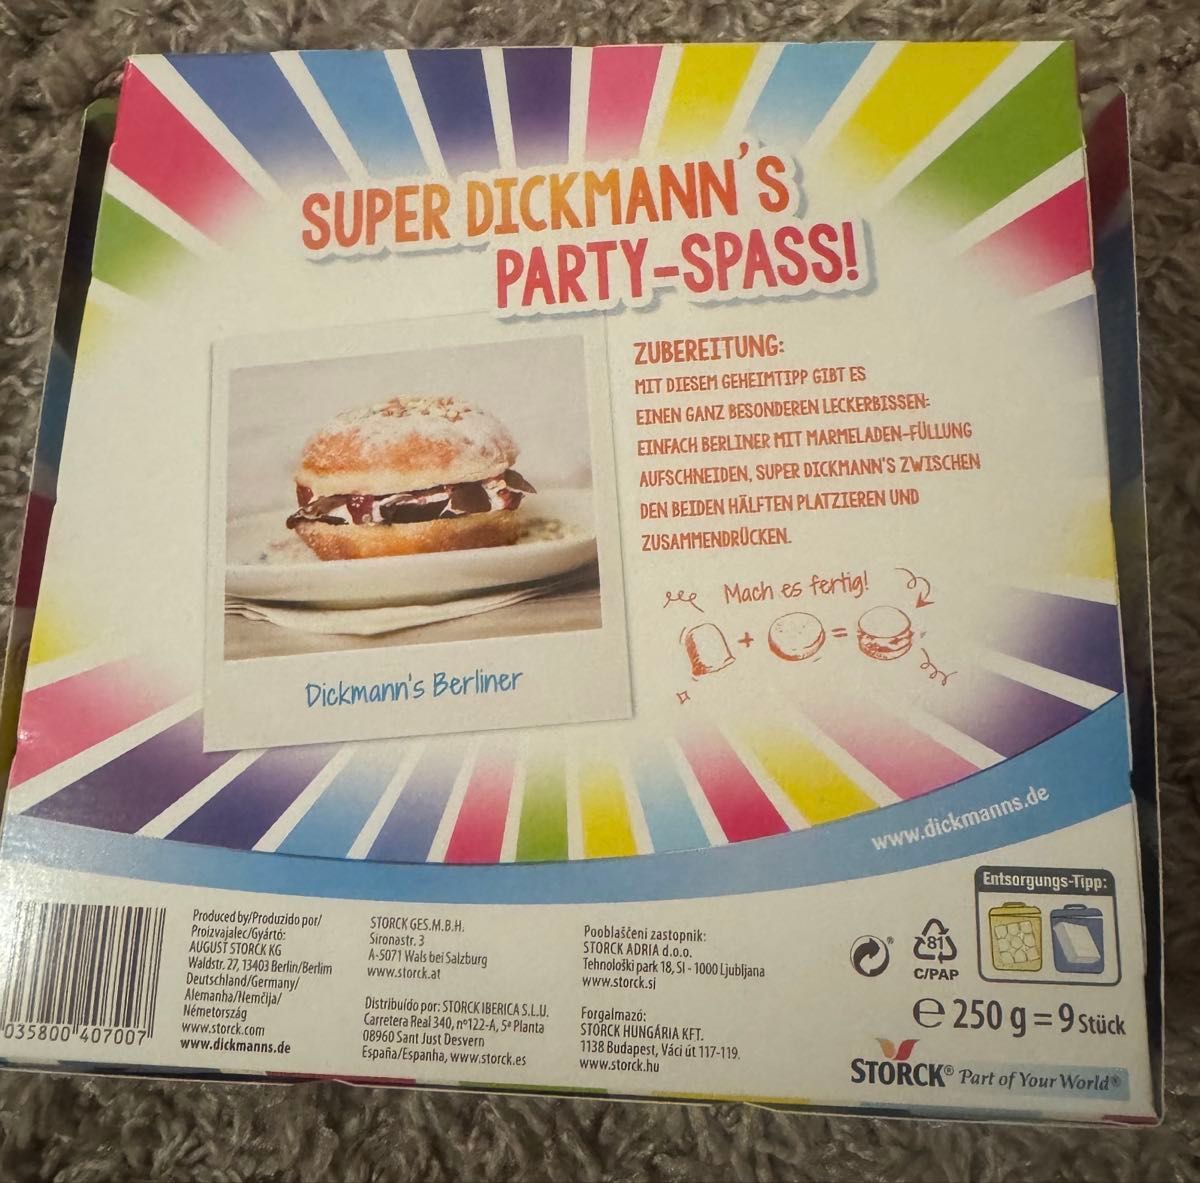 SUPER DICKMANN'S
PARTY-SPASS!
ZUBEREITUNG:
MIT DIESEM GEHEIMTIPP GIBT ES
EINEN GANZ BESONDEREN LECKERBISSEN:
EINFACH BERLINER MIT MARMELADEN-FÜLLUNG
AUFSCHNEIDEN, SUPER DICKMANN'S ZWISCHEN
DEN BEIDEN HÄLFTEN PLATZIEREN UND
ZUSAMMENDRÜCKEN.
Mach es fertig!
+ =
Dickmann's Berliner
www.dickmanns.de
035800 407007
Produced by/Produzido por/
Proizvajalec/Gyártó:
AUGUST STORCK KG
Waldstr. 27, 13403 Berlin/Berlim
Deutschland/Germany/
Alemanha/Nemčija/
Németország
www.storck.com
www.dickmanns.de
STORCK GES.M.B.H.
Sironastr. 3
A-5071 Wals bei Salzburg
www.storck.at
Distribuído por: STORCK IBERICA S.L.U.
Carretera Real 340, nº122-A, 5ª Planta
08960 Sant Just Desvern
España/Espanha, www.storck.es
Pooblaščeni zastopnik:
STORCK ADRIA d.o.o.
Tehnološki park 18, SI - 1000 Ljubljana
www.storck.si
Forgalmazó:
STORCK HUNGÁRIA KFT.
1138 Budapest, Váci út 117-119.
www.storck.hu
®
81
C/PAP
Entsorgungs-Tipp:
℮ 250 g = 9 Stück
STORCK® Part of Your World®